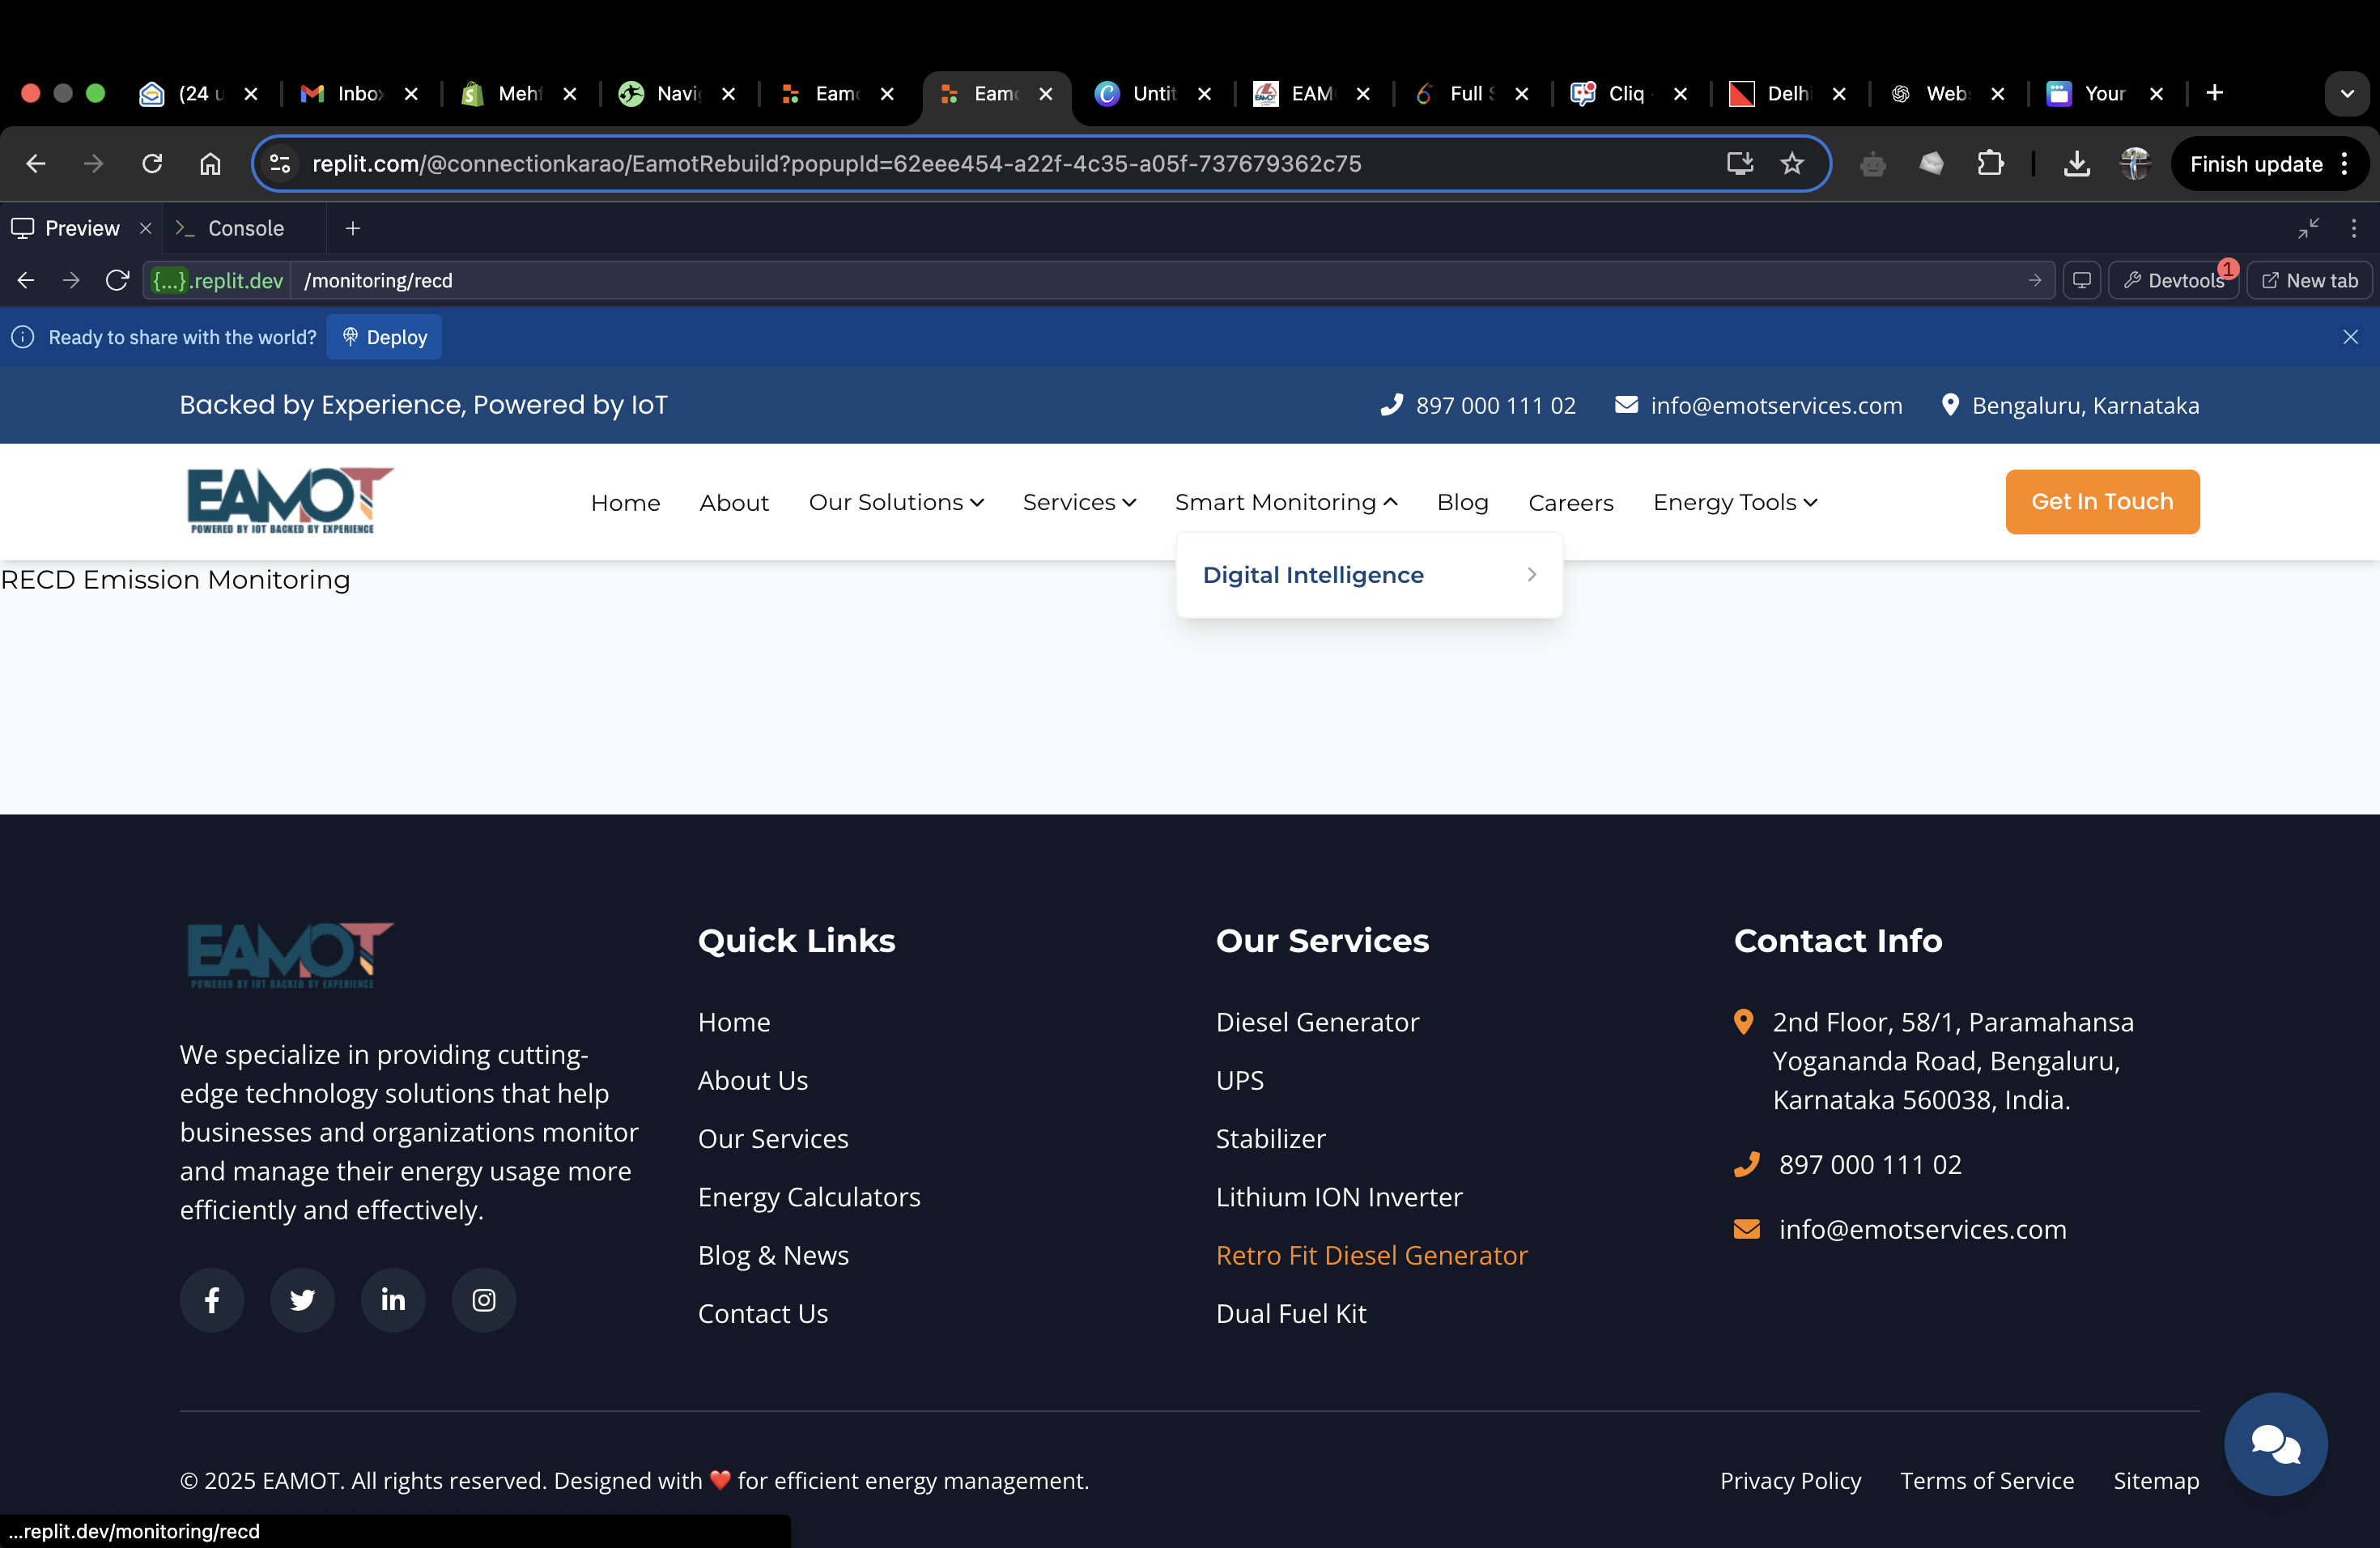 (24 u
Inbo
Mehf
Navi
Eam
Eam
Untit
EAM
Full S
Cliq
Delhi
Web
Your
replit.com/@connectionkarao/EamotRebuild?popupId=62eee454-a22f-4c35-a05f-737679362c75
Finish update
Preview
Console
{...}.replit.dev
/monitoring/recd
Devtools
1
New tab
Ready to share with the world?
Deploy
Backed by Experience, Powered by IoT
897 000 111 02
info@emotservices.com
Bengaluru, Karnataka
EAMOT
POWERED BY IOT BACKED BY EXPERIENCE
Home
About
Our Solutions
Services
Smart Monitoring
Blog
Careers
Energy Tools
Get In Touch
Digital Intelligence
RECD Emission Monitoring
EAMOT
POWERED BY IOT BACKED BY EXPERIENCE
We specialize in providing cutting-
edge technology solutions that help
businesses and organizations monitor
and manage their energy usage more
efficiently and effectively.
Quick Links
Home
About Us
Our Services
Energy Calculators
Blog & News
Contact Us
Our Services
Diesel Generator
UPS
Stabilizer
Lithium ION Inverter
Retro Fit Diesel Generator
Dual Fuel Kit
Contact Info
2nd Floor, 58/1, Paramahansa
Yogananda Road, Bengaluru,
Karnataka 560038, India.
897 000 111 02
info@emotservices.com
© 2025 EAMOT. All rights reserved. Designed with ❤️ for efficient energy management.
Privacy Policy
Terms of Service
Sitemap
...replit.dev/monitoring/recd